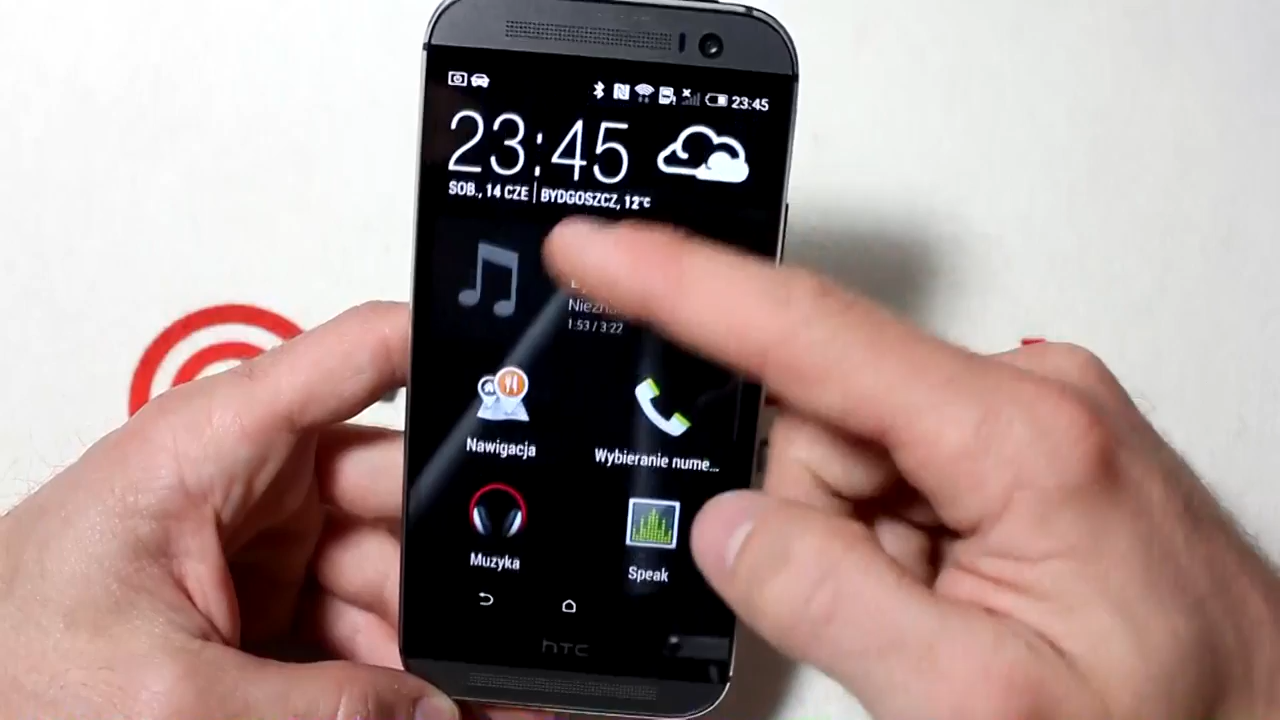 23:45
23:45
SOB., 14 CZE | BYDGOSZCZ, 12°C
1:53 / 3:22
Nawigacja
Wybieranie nume...
Muzyka
Speak
hTC